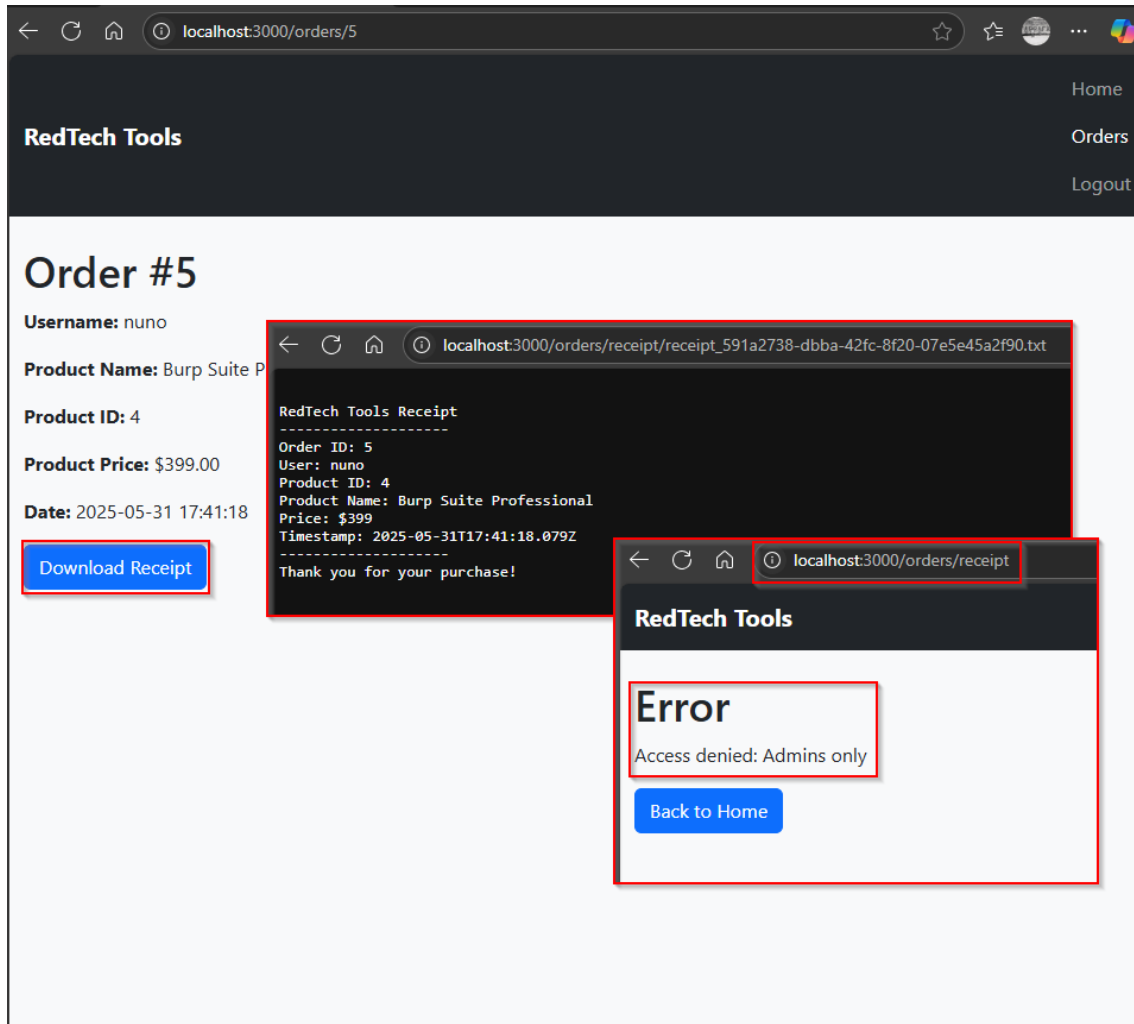 localhost:3000/orders/5
Home
RedTech Tools
Orders
Logout
Order #5
Username: nuno
Product Name: Burp Suite P
Product ID: 4
Product Price: $399.00
Date: 2025-05-31 17:41:18
Download Receipt
localhost:3000/orders/receipt/receipt_591a2738-dbba-42fc-8f20-07e5e45a2f90.txt
RedTech Tools Receipt
-------------------
Order ID: 5
User: nuno
Product ID: 4
Product Name: Burp Suite Professional
Price: $399
Timestamp: 2025-05-31T17:41:18.079Z
-------------------
Thank you for your purchase!
localhost:3000/orders/receipt
RedTech Tools
Error
Access denied: Admins only
Back to Home